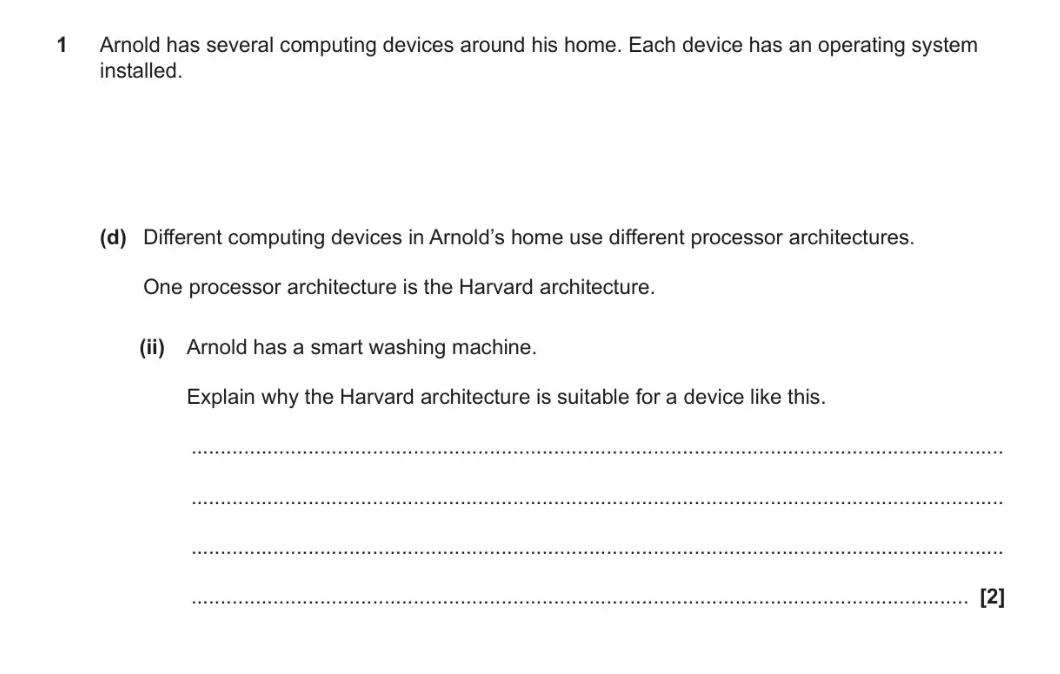 1 Arnold has several computing devices around his home. Each device has an operating system
installed.
(d) Different computing devices in Arnold’s home use different processor architectures.
One processor architecture is the Harvard architecture.
(ii) Arnold has a smart washing machine.
Explain why the Harvard architecture is suitable for a device like this.
...................................................................................................................................................
...................................................................................................................................................
...................................................................................................................................................
............................................................................................................................................. [2]